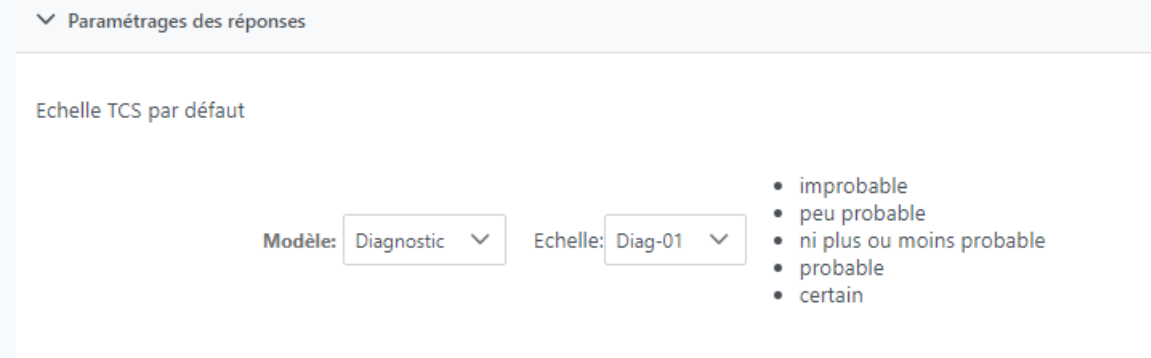 Paramétrages des réponses
Echelle TCS par défaut
Modèle: Diagnostic Echelle: Diag-01
• improbable
• peu probable
• ni plus ou moins probable
• probable
• certain